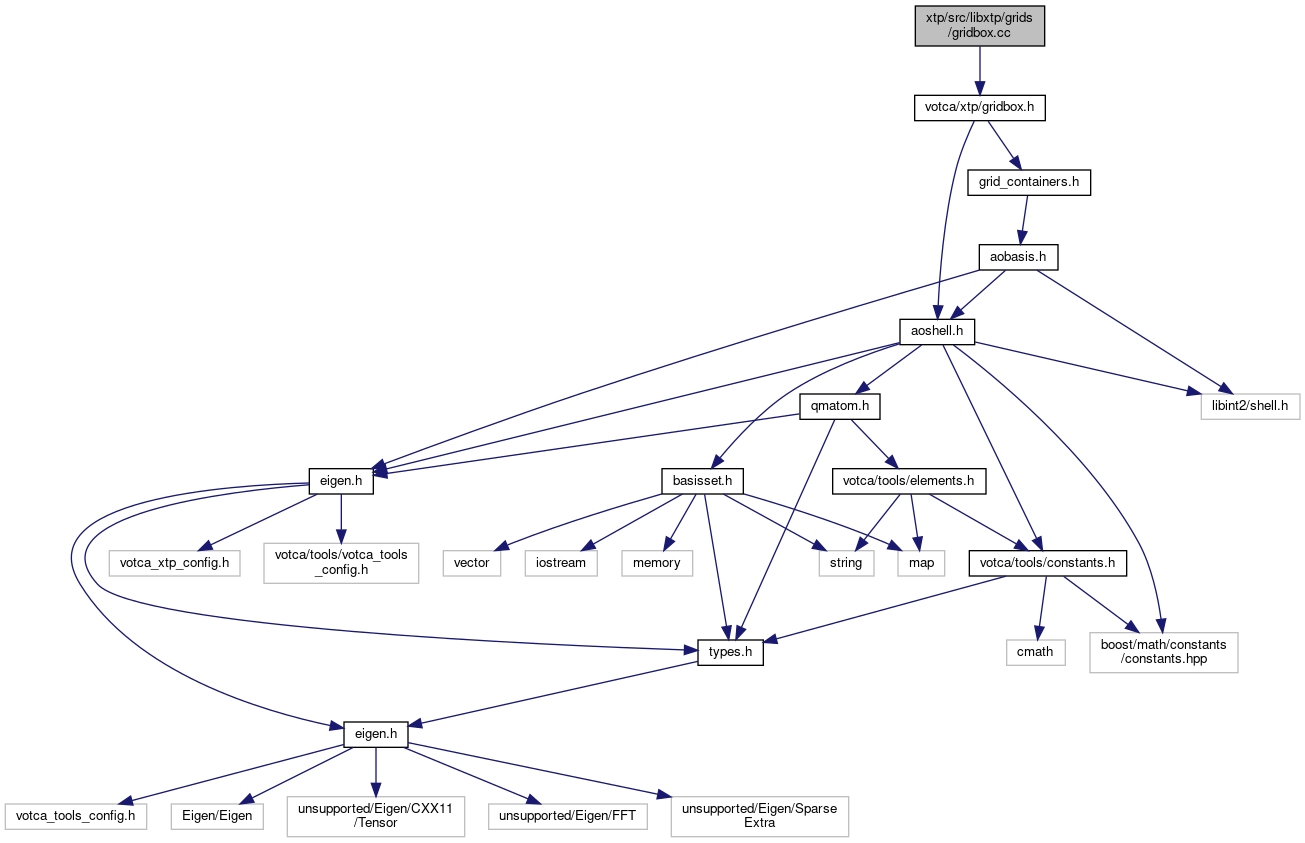 xtp/src/libxtp/grids
/gridbox.cc
votca/xtp/gridbox.h
grid_containers.h
aobasis.h
aoshell.h
qmatom.h
libint2/shell.h
eigen.h
basisset.h
votca/tools/elements.h
votca_xtp_config.h
votca/tools/votca_tools
_config.h
vector
iostream
memory
string
map
votca/tools/constants.h
types.h
cmath
boost/math/constants
/constants.hpp
eigen.h
votca_tools_config.h
Eigen/Eigen
unsupported/Eigen/CXX11
/Tensor
unsupported/Eigen/FFT
unsupported/Eigen/Sparse
Extra